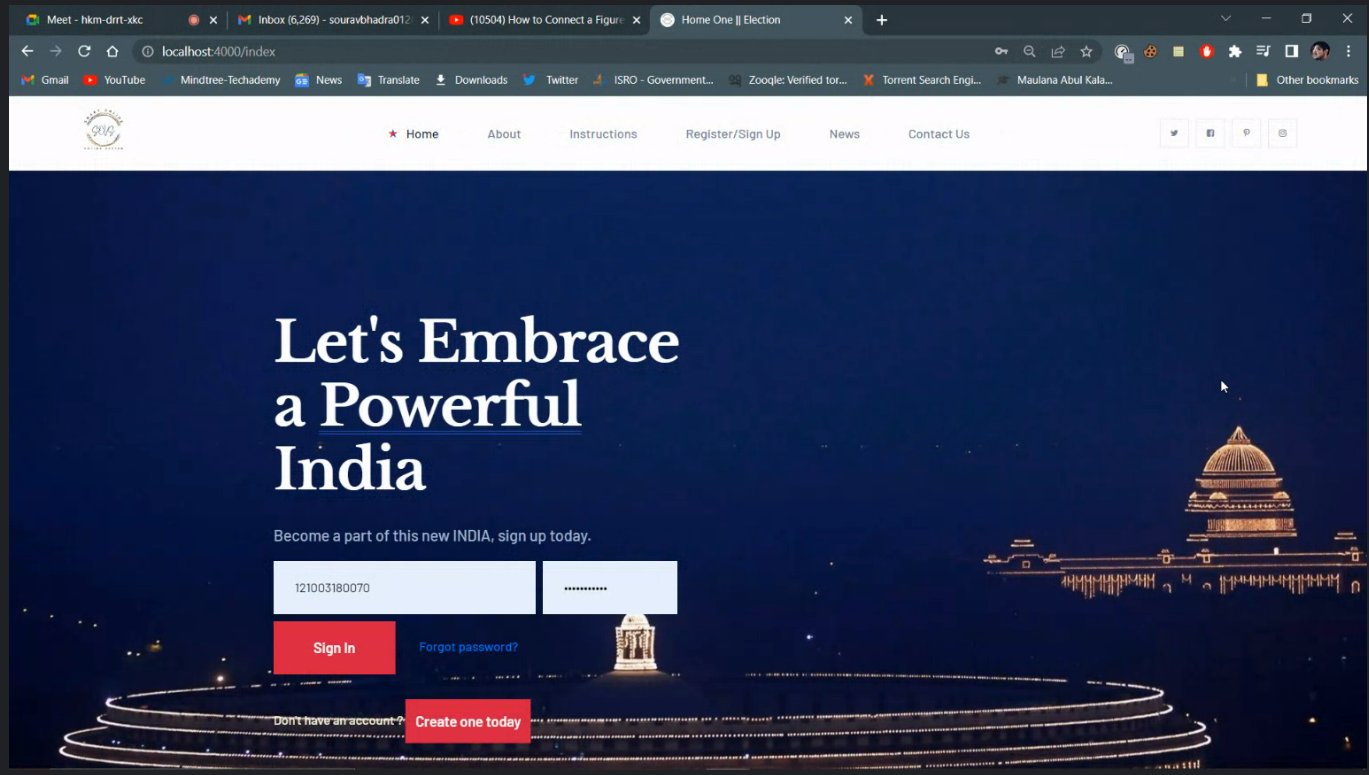 Meet - hkm-drrt-xkc
Inbox (6,269) - souravbhadra012
(10504) How to Connect a Figure
Home One || Election
localhost:4000/index
Gmail
YouTube
Mindtree-Techademy
News
Translate
Downloads
Twitter
ISRO - Government...
Zooqle: Verified tor...
Torrent Search Engi...
Maulana Abul Kala...
Other bookmarks
Home
About
Instructions
Register/Sign Up
News
Contact Us
Let's Embrace
a Powerful
India
Become a part of this new INDIA, sign up today.
121003180070
•••••••••••
Sign In
Forgot password?
Don't have an account ?
Create one today